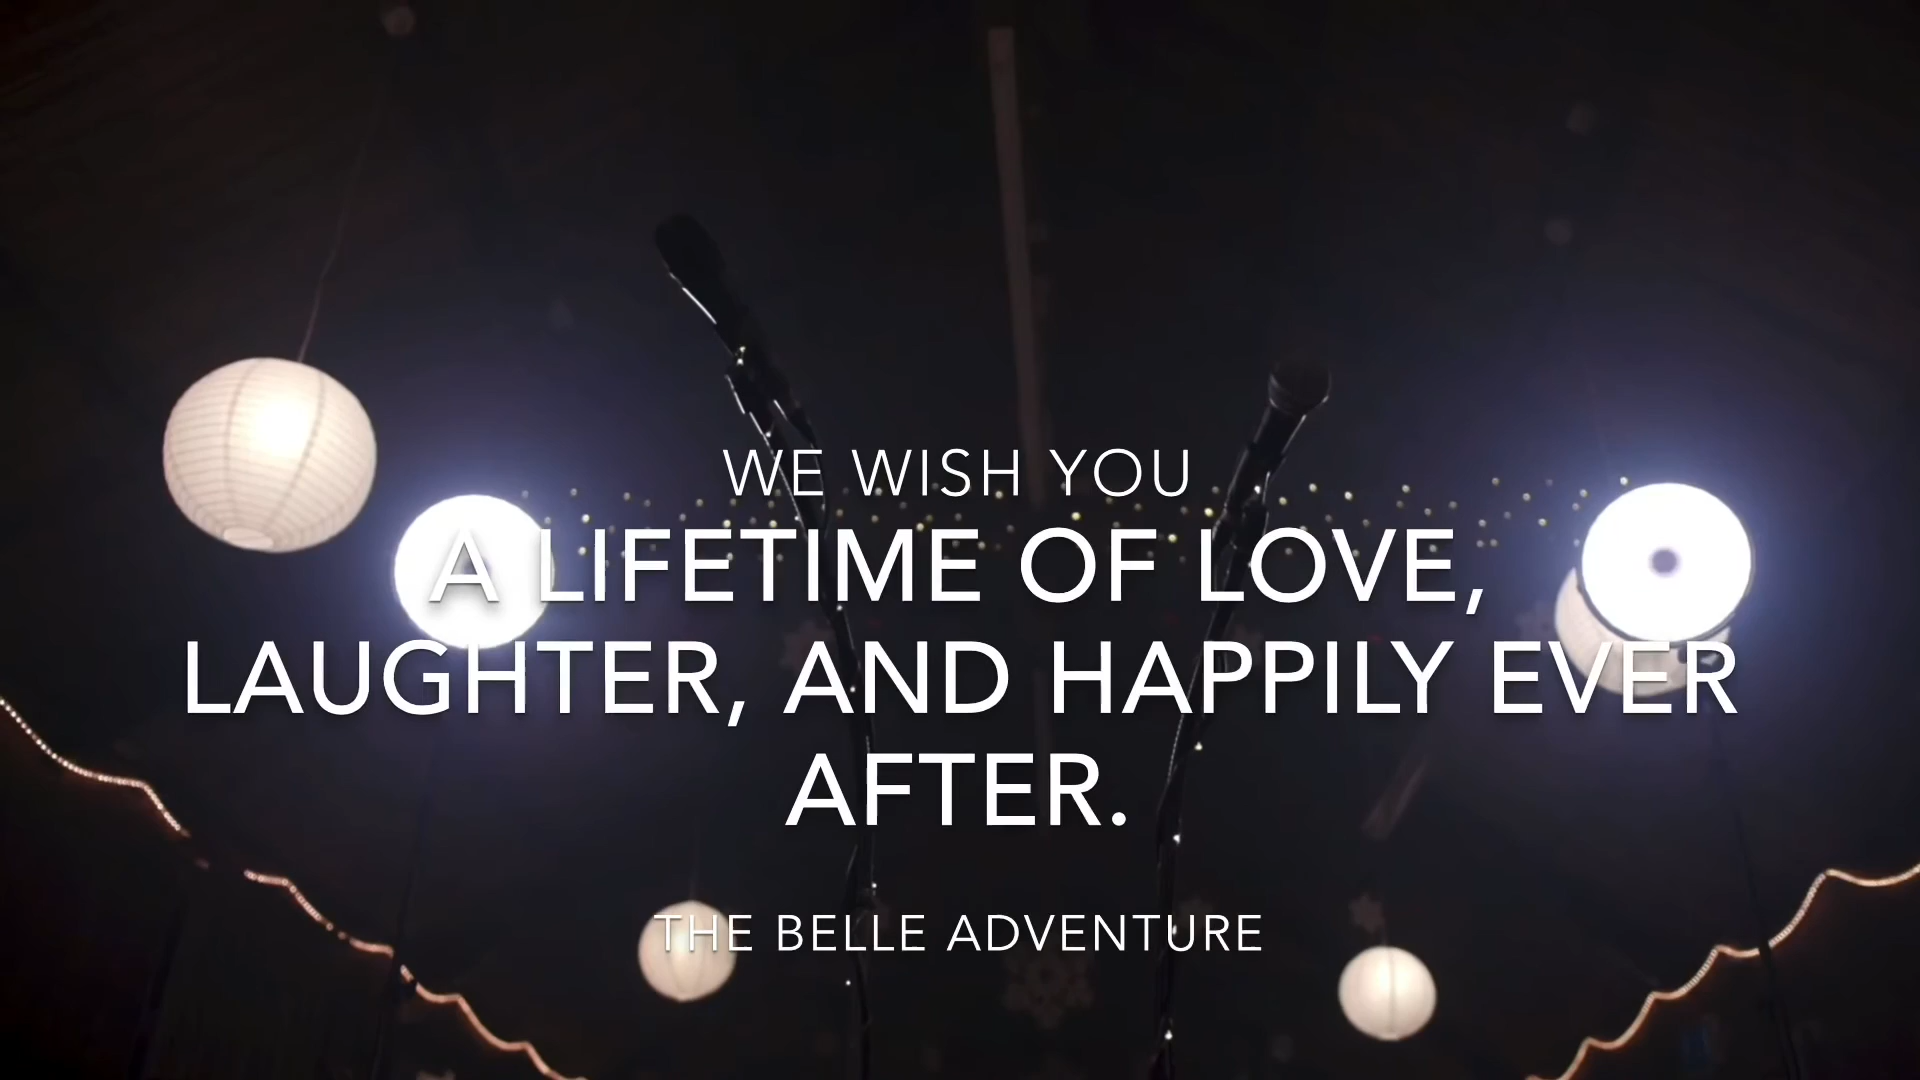 WE WISH YOU
A LIFETIME OF LOVE,
LAUGHTER, AND HAPPILY EVER
AFTER.
THE BELLE ADVENTURE